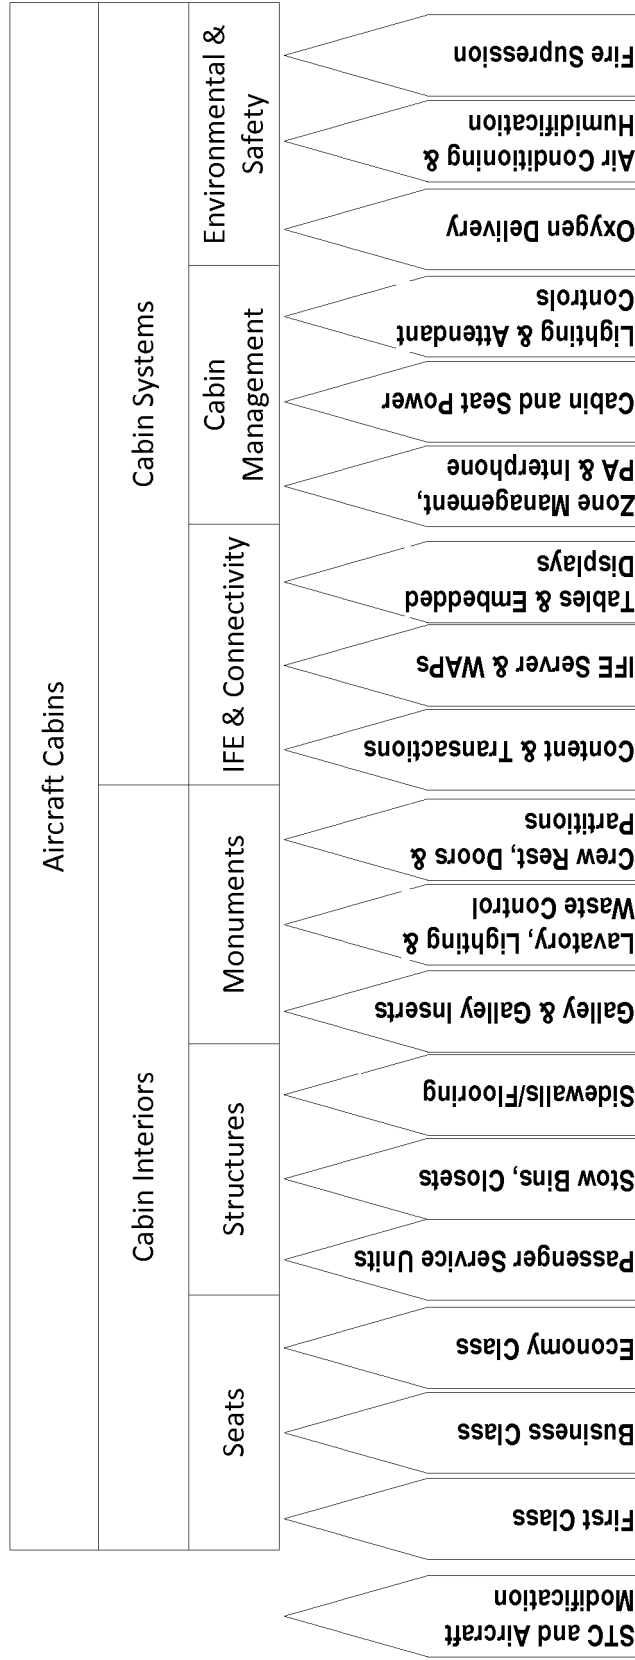 Aircraft Cabins
Cabin Interiors
Cabin Systems
Seats
Structures
Monuments
IFE & Connectivity
Cabin
Management
Environmental &
Safety
STC and Aircraft
Modification
First Class
Business Class
Economy Class
Passenger Service Units
Stow Bins, Closets
Sidewalls/Flooring
Galley & Galley Inserts
Lavatory, Lighting &
Waste Control
Crew Rest, Doors &
Partitions
Content & Transactions
IFE Server & WAPs
Tables & Embedded
Displays
Zone Management,
PA & Interphone
Cabin and Seat Power
Lighting & Attendant
Controls
Oxygen Delivery
Air Conditioning &
Humidification
Fire Supression